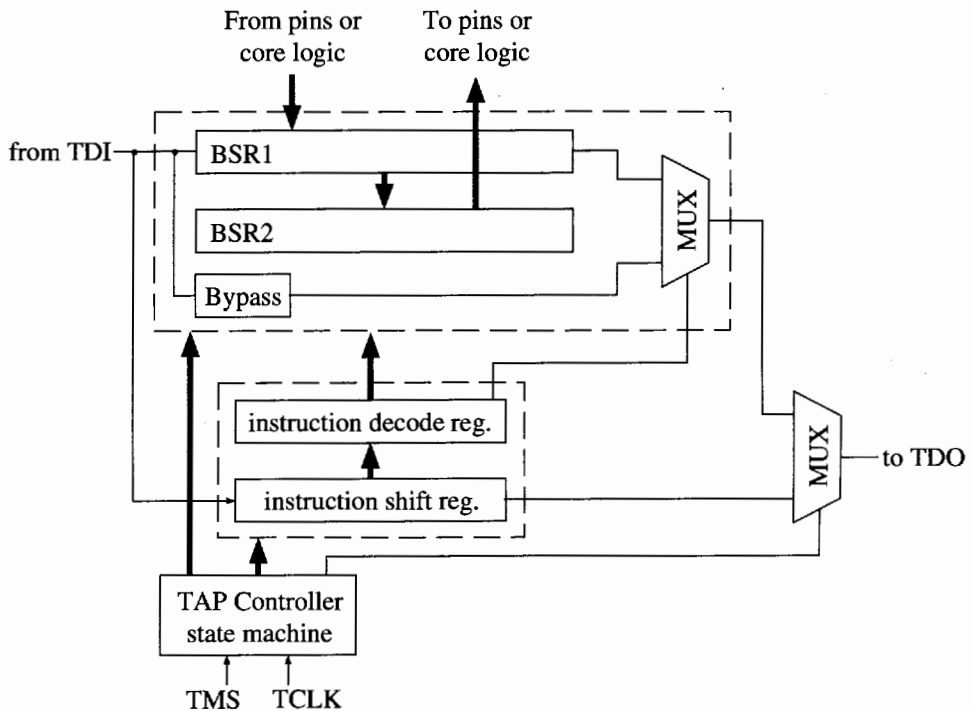 From pins or
core logic
To pins or
core logic
from TDI
BSR1
BSR2
Bypass
MUX
instruction decode reg.
instruction shift reg.
MUX
to TDO
TAP Controller
state machine
TMS
TCLK